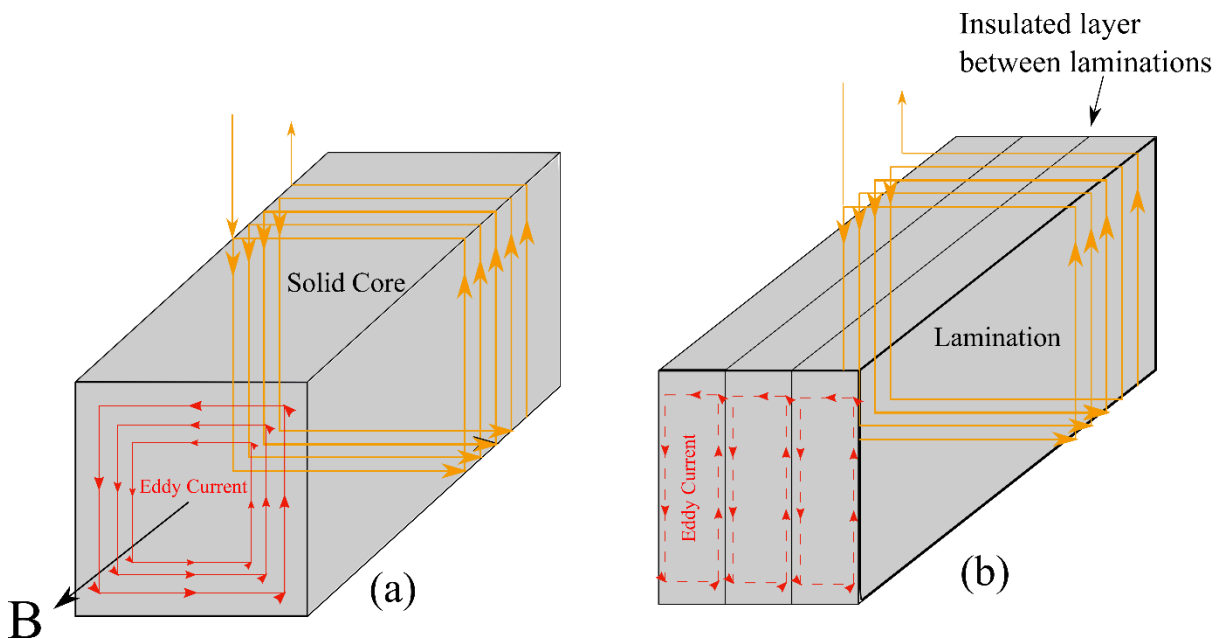 Insulated layer
between laminations
Solid Core
Eddy Current
B
(a)
Lamination
Eddy Current
(b)